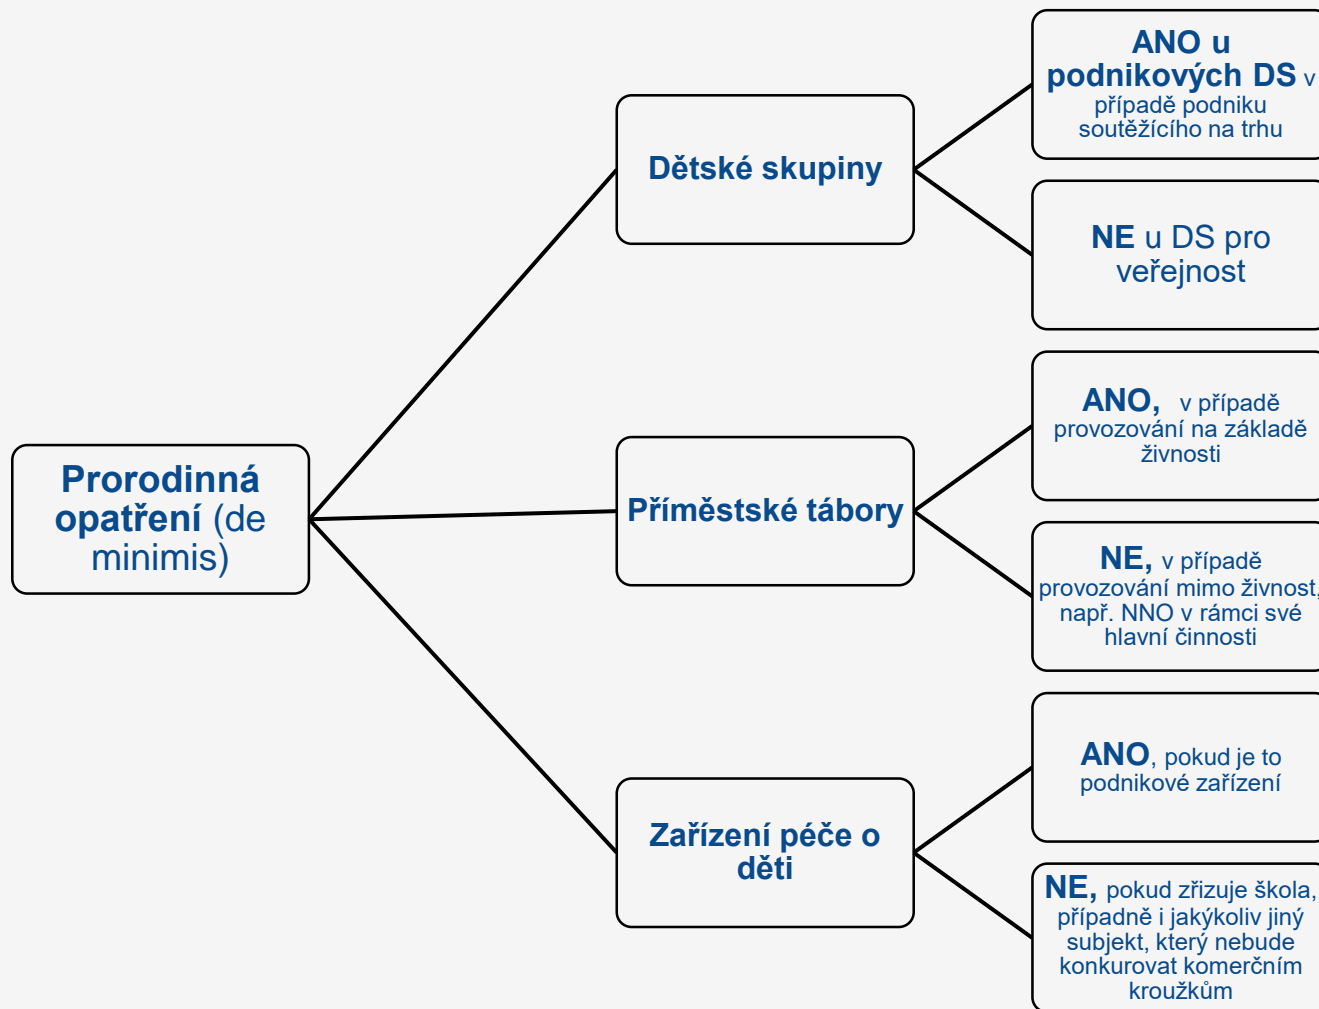 Prorodinná
opatření (de
minimis)
Dětské skupiny
ANO u
podnikových DS v
případě podniku
soutěžícího na trhu
NE u DS pro
veřejnost
Příměstské tábory
ANO, v případě
provozování na základě
živnosti
NE, v případě
provozování mimo živnost,
např. NNO v rámci své
hlavní činnosti
Zařízení péče o
děti
ANO, pokud je to
podnikové zařízení
NE, pokud zřizuje škola,
případně i jakýkoliv jiný
subjekt, který nebude
konkurovat komerčním
kroužkům